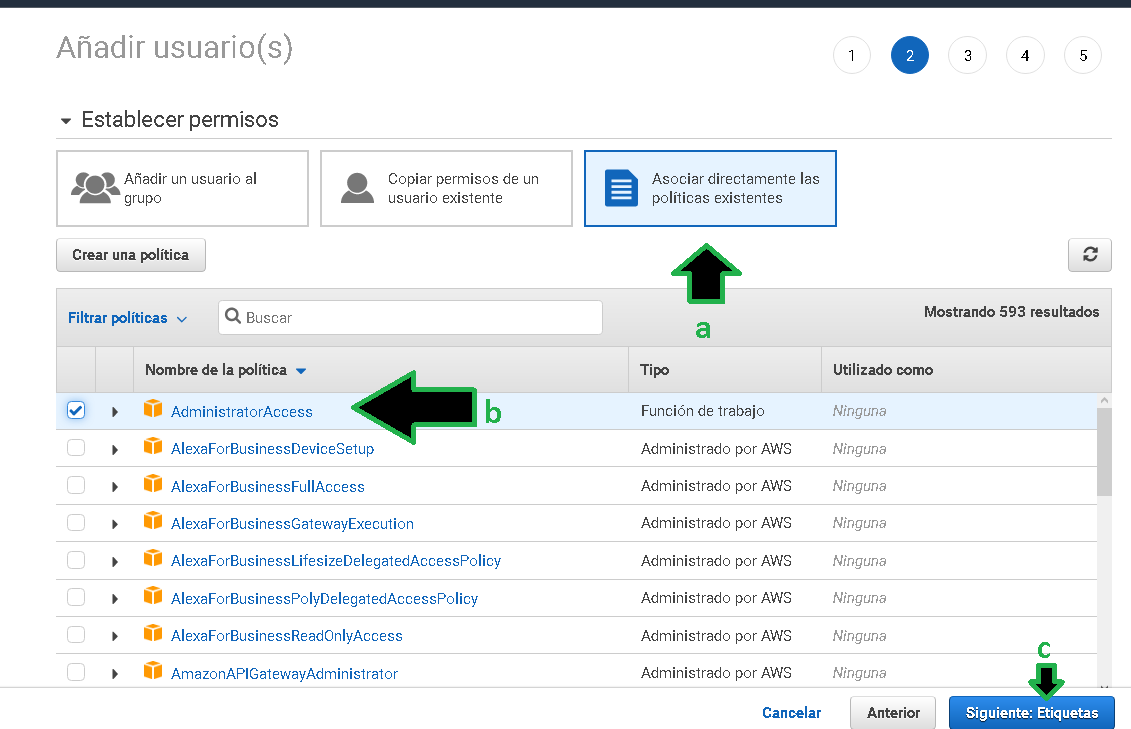 Añadir usuario(s)
1 2 3 4 5
Establecer permisos
Añadir un usuario al
grupo
Copiar permisos de un
usuario existente
Asociar directamente las
políticas existentes
Crear una política
a
Filtrar políticas
Buscar
Mostrando 593 resultados
Nombre de la política Tipo Utilizado como
AdministratorAccess Función de trabajo Ninguna
b
AlexaForBusinessDeviceSetup Administrado por AWS Ninguna
AlexaForBusinessFullAccess Administrado por AWS Ninguna
AlexaForBusinessGatewayExecution Administrado por AWS Ninguna
AlexaForBusinessLifesizeDelegatedAccessPolicy Administrado por AWS Ninguna
AlexaForBusinessPolyDelegatedAccessPolicy Administrado por AWS Ninguna
AlexaForBusinessReadOnlyAccess Administrado por AWS Ninguna
AmazonAPIGatewayAdministrator Administrado por AWS Ninguna
c
Cancelar Anterior Siguiente: Etiquetas